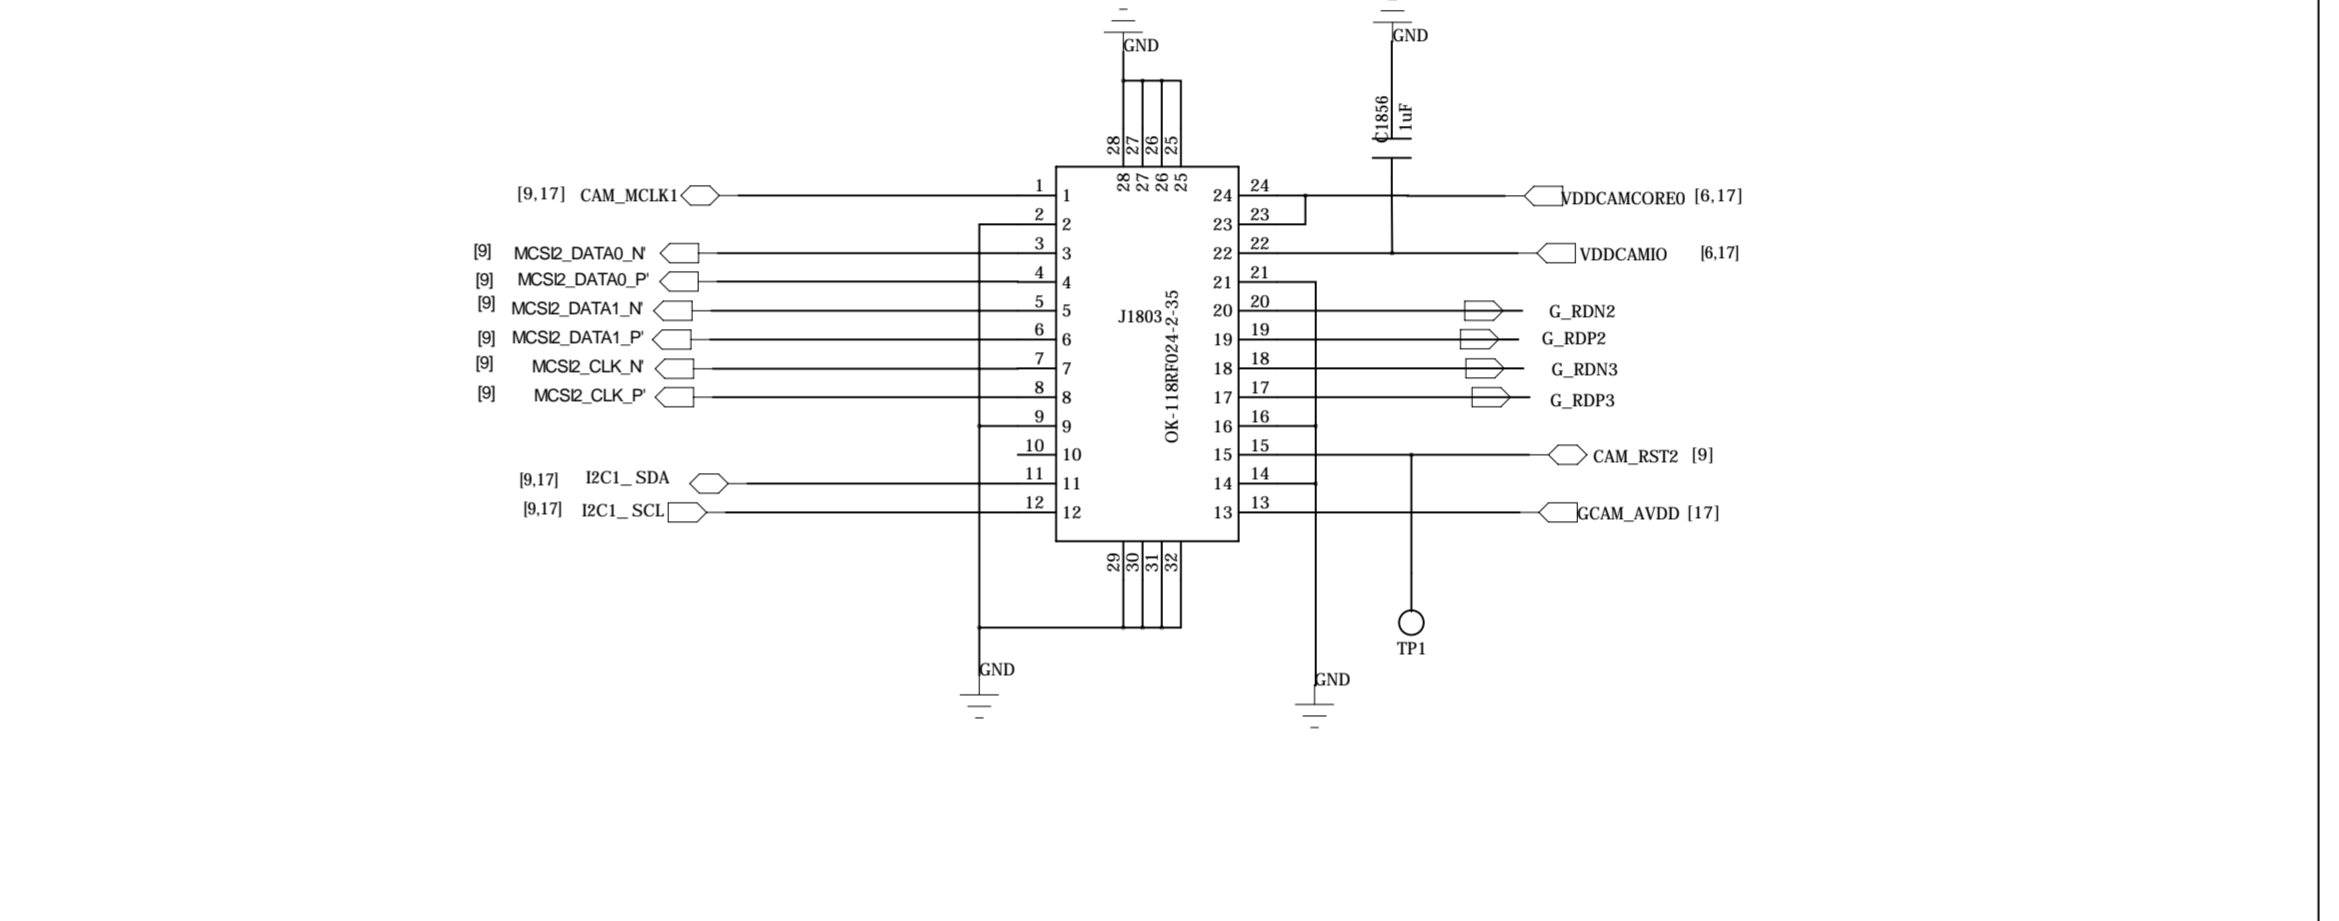 GND
GND
C1856
1uF
28 27 26 25
28 27 26 25
[9,17] CAM_MCLK1 1 1
2 2
[9] MCSI2_DATA0_N' 3 3
[9] MCSI2_DATA0_P' 4 4
[9] MCSI2_DATA1_N' 5 5
[9] MCSI2_DATA1_P' 6 6
[9] MCSI2_CLK_N' 7 7
[9] MCSI2_CLK_P' 8 8
9 9
10 10
[9,17] I2C1_ SDA 11 11
[9,17] I2C1_ SCL 12 12
J1803
OK-118RF024-2-35
24 24 VDDCAMCORE0 [6,17]
23 23
22 22 VDDCAMIO [6,17]
21 21
20 20 G_RDN2
19 19 G_RDP2
18 18 G_RDN3
17 17 G_RDP3
16 16
15 15 CAM_RST2 [9]
14 14
13 13 GCAM_AVDD [17]
29 30 31 32
TP1
GND
GND